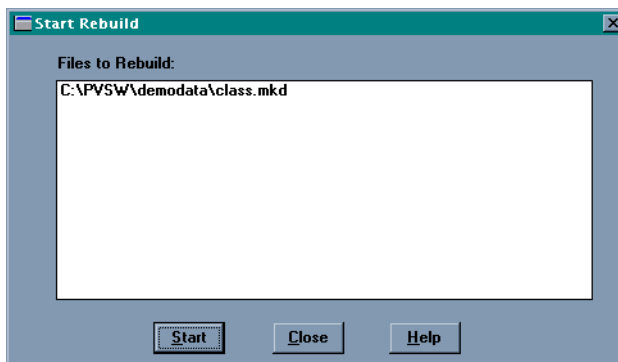 Start Rebuild
Files to Rebuild:
C:\PVSW\demodata\class.mkd
Start
Close
Help